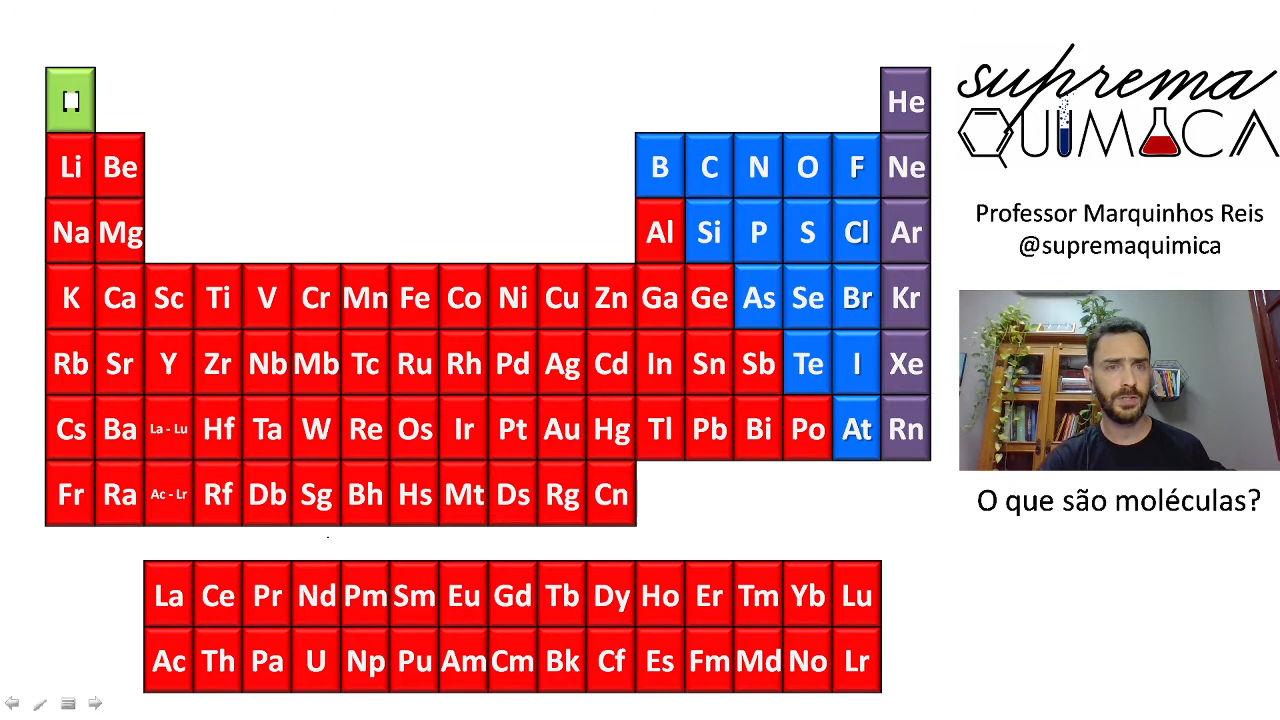 suprema
QUIMICA
He
Li Be B C N O F Ne
Na Mg Al Si P S Cl Ar
K Ca Sc Ti V Cr Mn Fe Co Ni Cu Zn Ga Ge As Se Br Kr
Rb Sr Y Zr Nb Mb Tc Ru Rh Pd Ag Cd In Sn Sb Te I Xe
Cs Ba La - Lu Hf Ta W Re Os Ir Pt Au Hg Tl Pb Bi Po At Rn
Fr Ra Ac - Lr Rf Db Sg Bh Hs Mt Ds Rg Cn
La Ce Pr Nd Pm Sm Eu Gd Tb Dy Ho Er Tm Yb Lu
Ac Th Pa U Np Pu Am Cm Bk Cf Es Fm Md No Lr
Professor Marquinhos Reis
@supremaquimica
O que são moléculas?